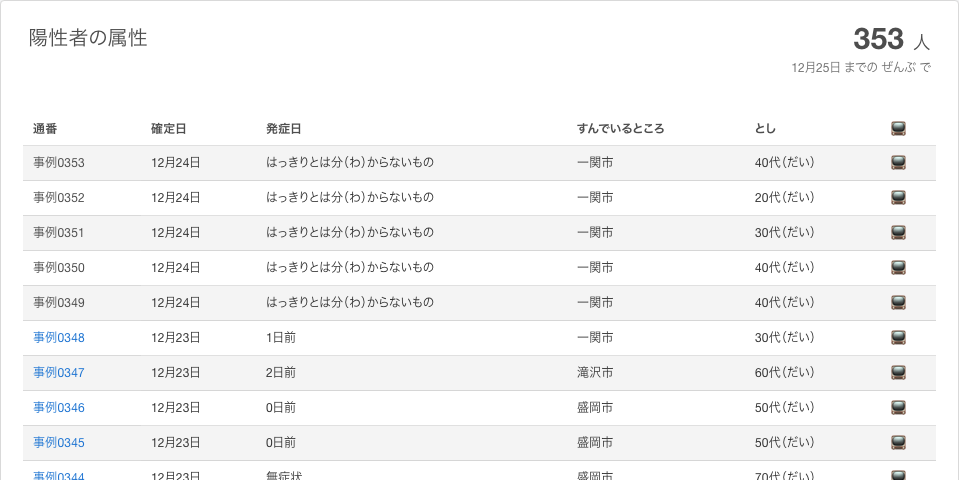 陽性者の属性
353 人
12月25日 までの ぜんぶ で
通番 確定日 発症日 すんでいるところ とし
事例0353 12月24日 はっきりとは分(わ)からないもの 一関市 40代(だい)
事例0352 12月24日 はっきりとは分(わ)からないもの 一関市 20代(だい)
事例0351 12月24日 はっきりとは分(わ)からないもの 一関市 30代(だい)
事例0350 12月24日 はっきりとは分(わ)からないもの 一関市 40代(だい)
事例0349 12月24日 はっきりとは分(わ)からないもの 一関市 40代(だい)
事例0348 12月23日 1日前 一関市 30代(だい)
事例0347 12月23日 2日前 滝沢市 60代(だい)
事例0346 12月23日 0日前 盛岡市 50代(だい)
事例0345 12月23日 0日前 盛岡市 50代(だい)
事例0344 12月23日 無症状 盛岡市 70代(だい)